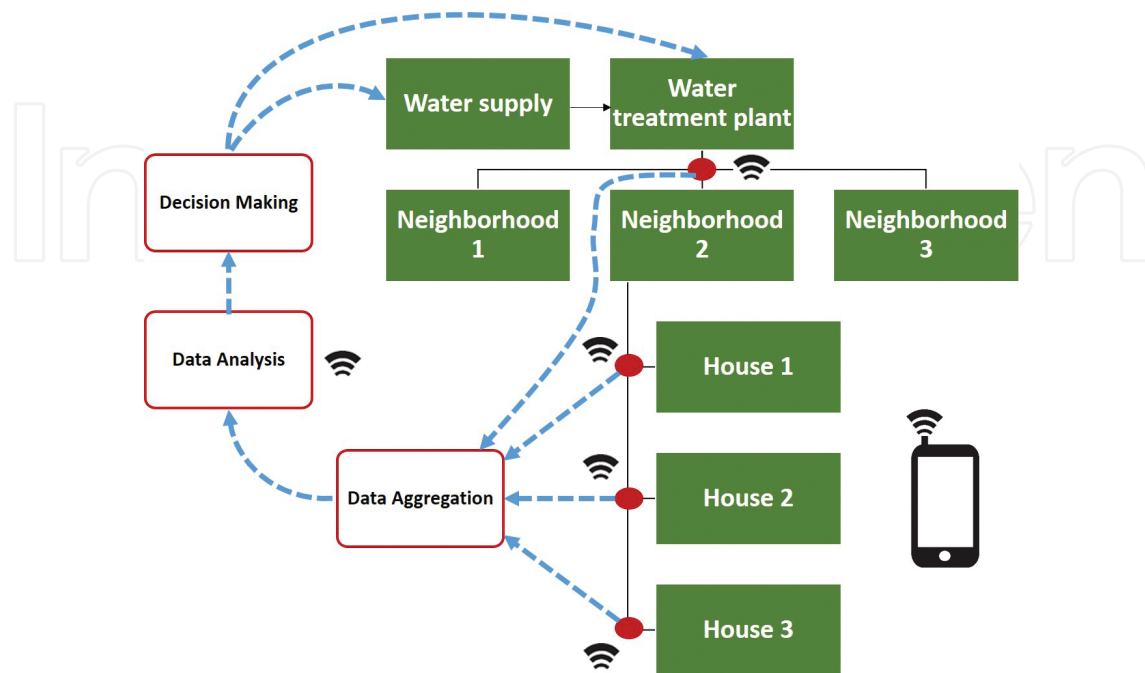 Water supply
Water
treatment plant
Decision Making
Neighborhood
1
Neighborhood
2
Neighborhood
3
Data Analysis
House 1
Data Aggregation
House 2
House 3